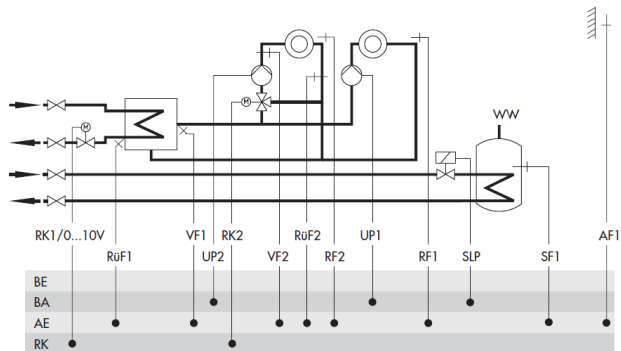 WW
M
M
RK1/0...10V
VF1
RK2
RüF2
UP1
AF1
RüF1
UP2
VF2
RF2
RF1
SLP
SF1
BE
BA
AE
RK